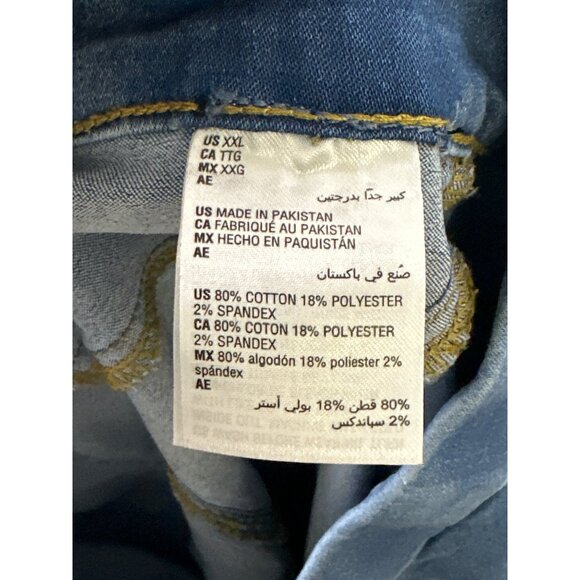 US XXL
CA TTG
MX XXG
AE
كبير جدًا بدرجتين
US MADE IN PAKISTAN
CA FABRIQUÉ AU PAKISTAN
MX HECHO EN PAQUISTÁN
AE
صُنع في باكستان
US 80% COTTON 18% POLYESTER
2% SPANDEX
CA 80% COTON 18% POLYESTER
2% SPANDEX
MX 80% algodón 18% poliester 2%
spándex
AE
80% قطن 18% بولي أستر
2% سباندكس